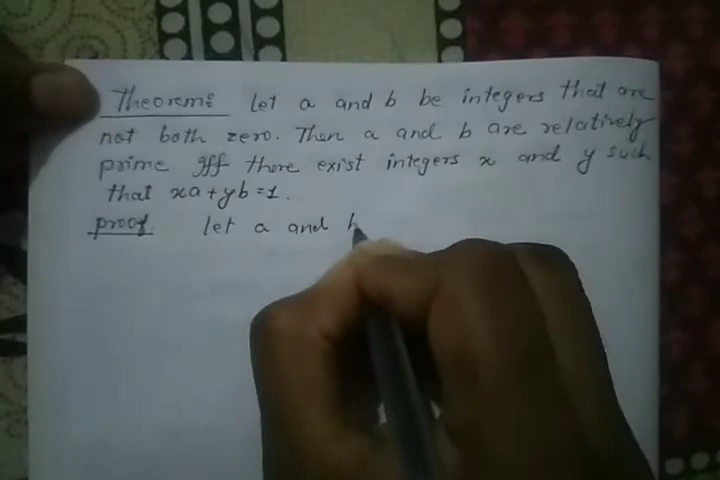 Theorem: Let a and b be integers that are
not both zero. Then a and b are relatively
prime iff there exist integers x and y such
that xa+yb=1.
proof let a and b